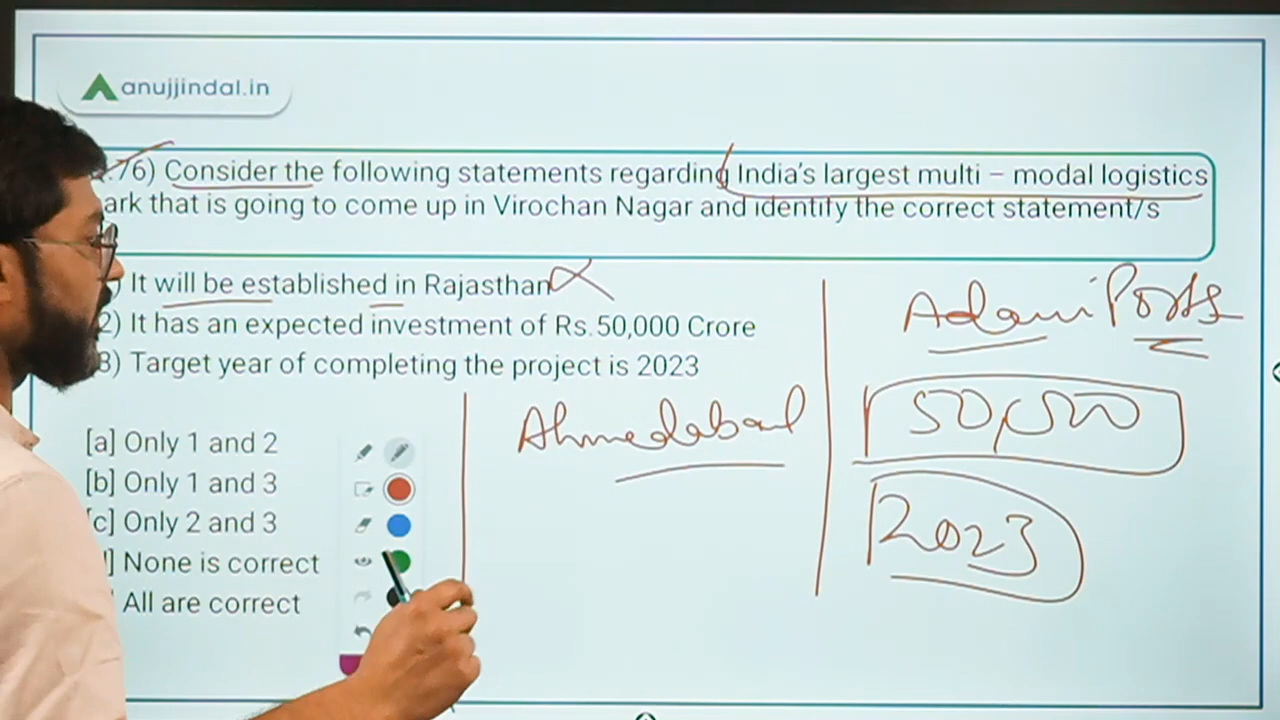 anujjindal.in
76) Consider the following statements regarding India's largest multi – modal logistics
ark that is going to come up in Virochan Nagar and identify the correct statement/s
) It will be established in Rajasthan
2) It has an expected investment of Rs.50,000 Crore
3) Target year of completing the project is 2023
[a] Only 1 and 2
[b] Only 1 and 3
[c] Only 2 and 3
] None is correct
All are correct
Ahmedabad
Adani Ports
50,000
2023